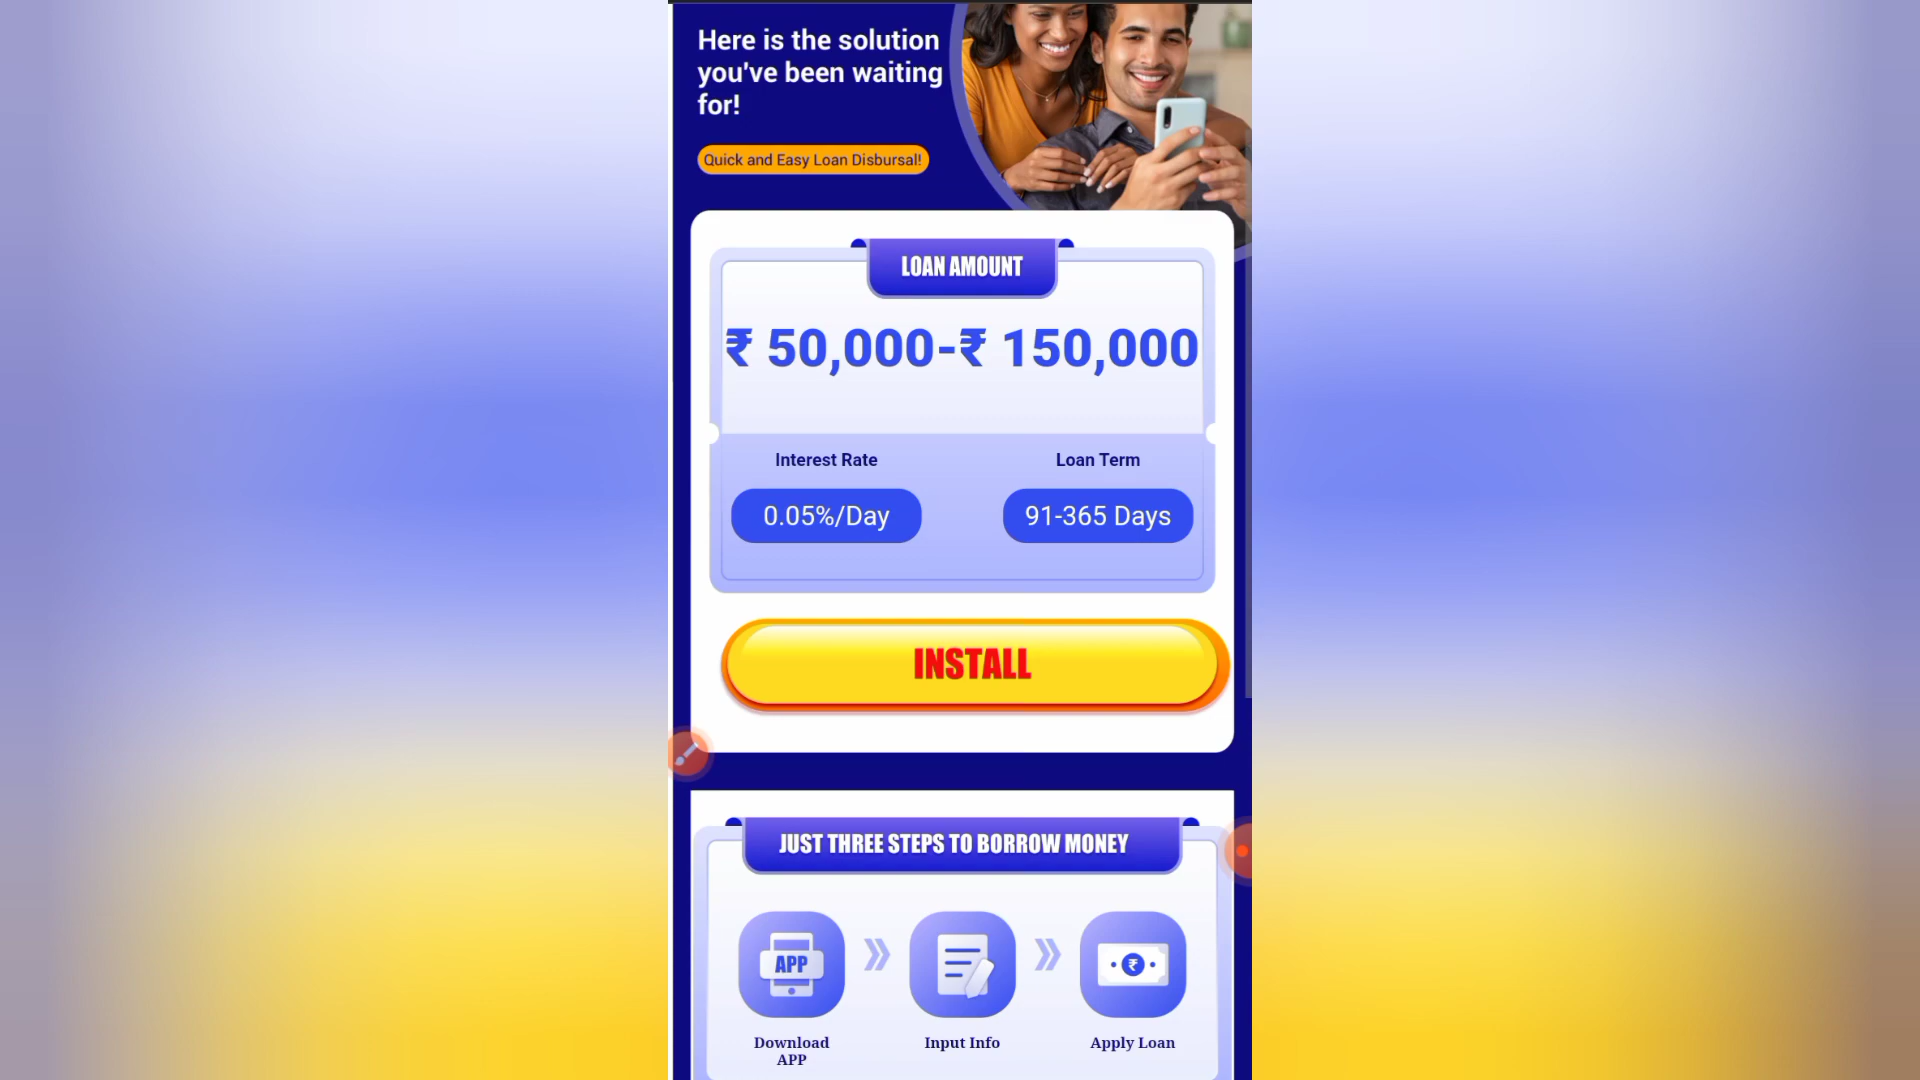 Here is the solution
you've been waiting
for!
Quick and Easy Loan Disbursal!
LOAN AMOUNT
₹ 50,000-₹ 150,000
Interest Rate
Loan Term
0.05%/Day
91-365 Days
INSTALL
JUST THREE STEPS TO BORROW MONEY
APP
₹
Download
APP
Input Info
Apply Loan